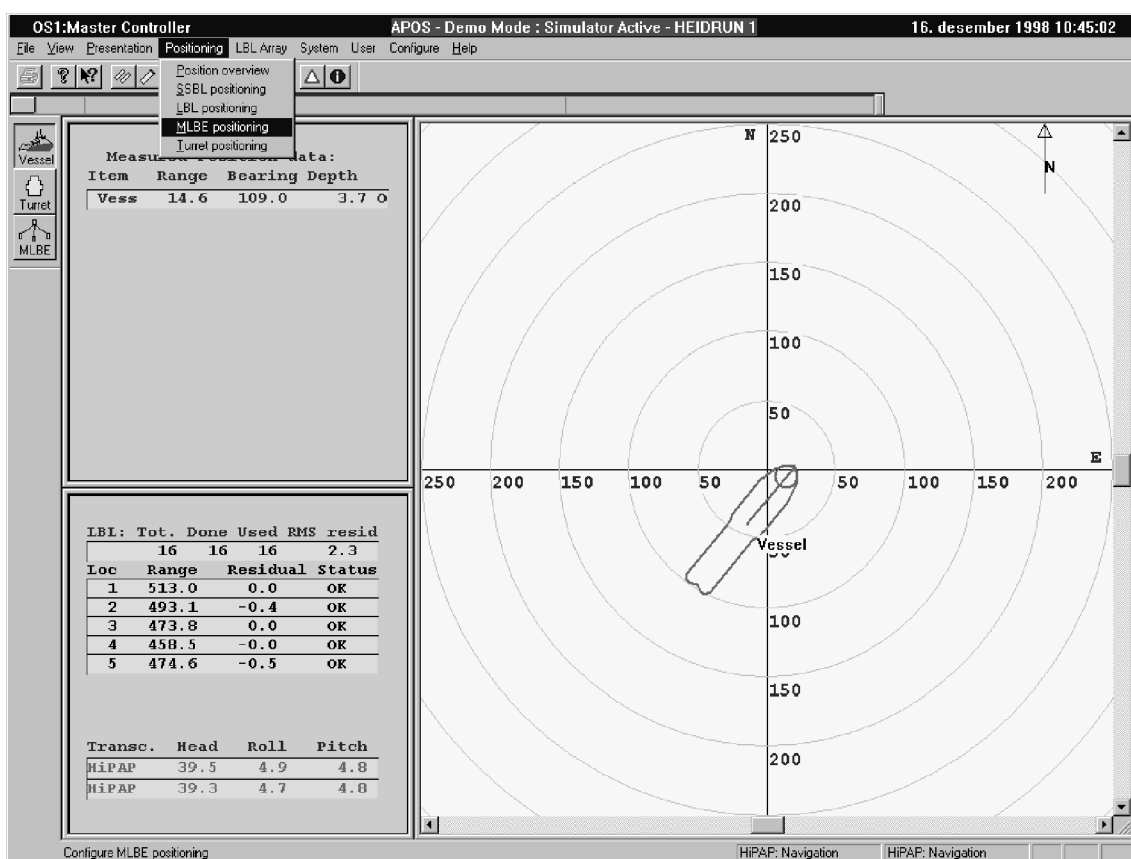 OS1:Master Controller APOS - Demo Mode : Simulator Active - HEIDRUN 1 16. desember 1998 10:45:02
File View Presentation Positioning LBL Array System User Configure Help
Position overview
SSBL positioning
LBL positioning
MLBE positioning
Turret positioning
Vessel
Turret
MLBE
Item Range Bearing Depth
Vess 14.6 109.0 3.7 O
LBL: Tot. Done Used RMS resid
16 16 16 2.3
Loc Range Residual Status
1 513.0 0.0 OK
2 493.1 -0.4 OK
3 473.8 0.0 OK
4 458.5 -0.0 OK
5 474.6 -0.5 OK
Transc. Head Roll Pitch
HiPAP 39.5 4.9 4.8
HiPAP 39.3 4.7 4.8
N 250
N
200
150
100
50
E
250 200 150 100 50 50 100 150 200
Vessel
100
150
200
Configure MLBE positioning HiPAP: Navigation HiPAP: Navigation